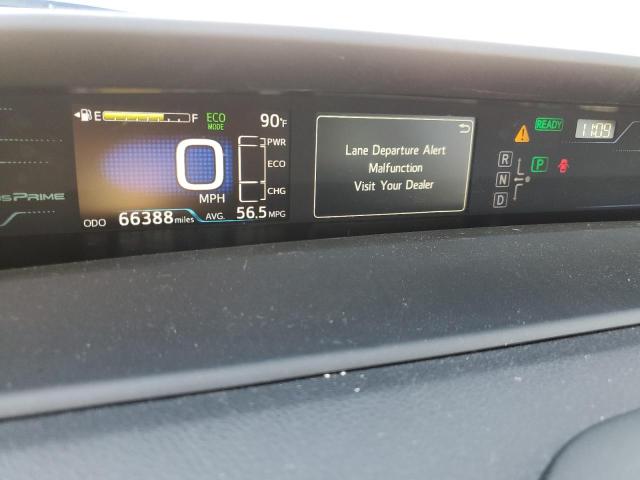 E F ECO MODE 90°F
0 MPH
PWR
ECO
CHG
ODO 66388 miles AVG. 56.5 MPG
PRIME
Lane Departure Alert
Malfunction
Visit Your Dealer
READY 11:09
R P
N
D